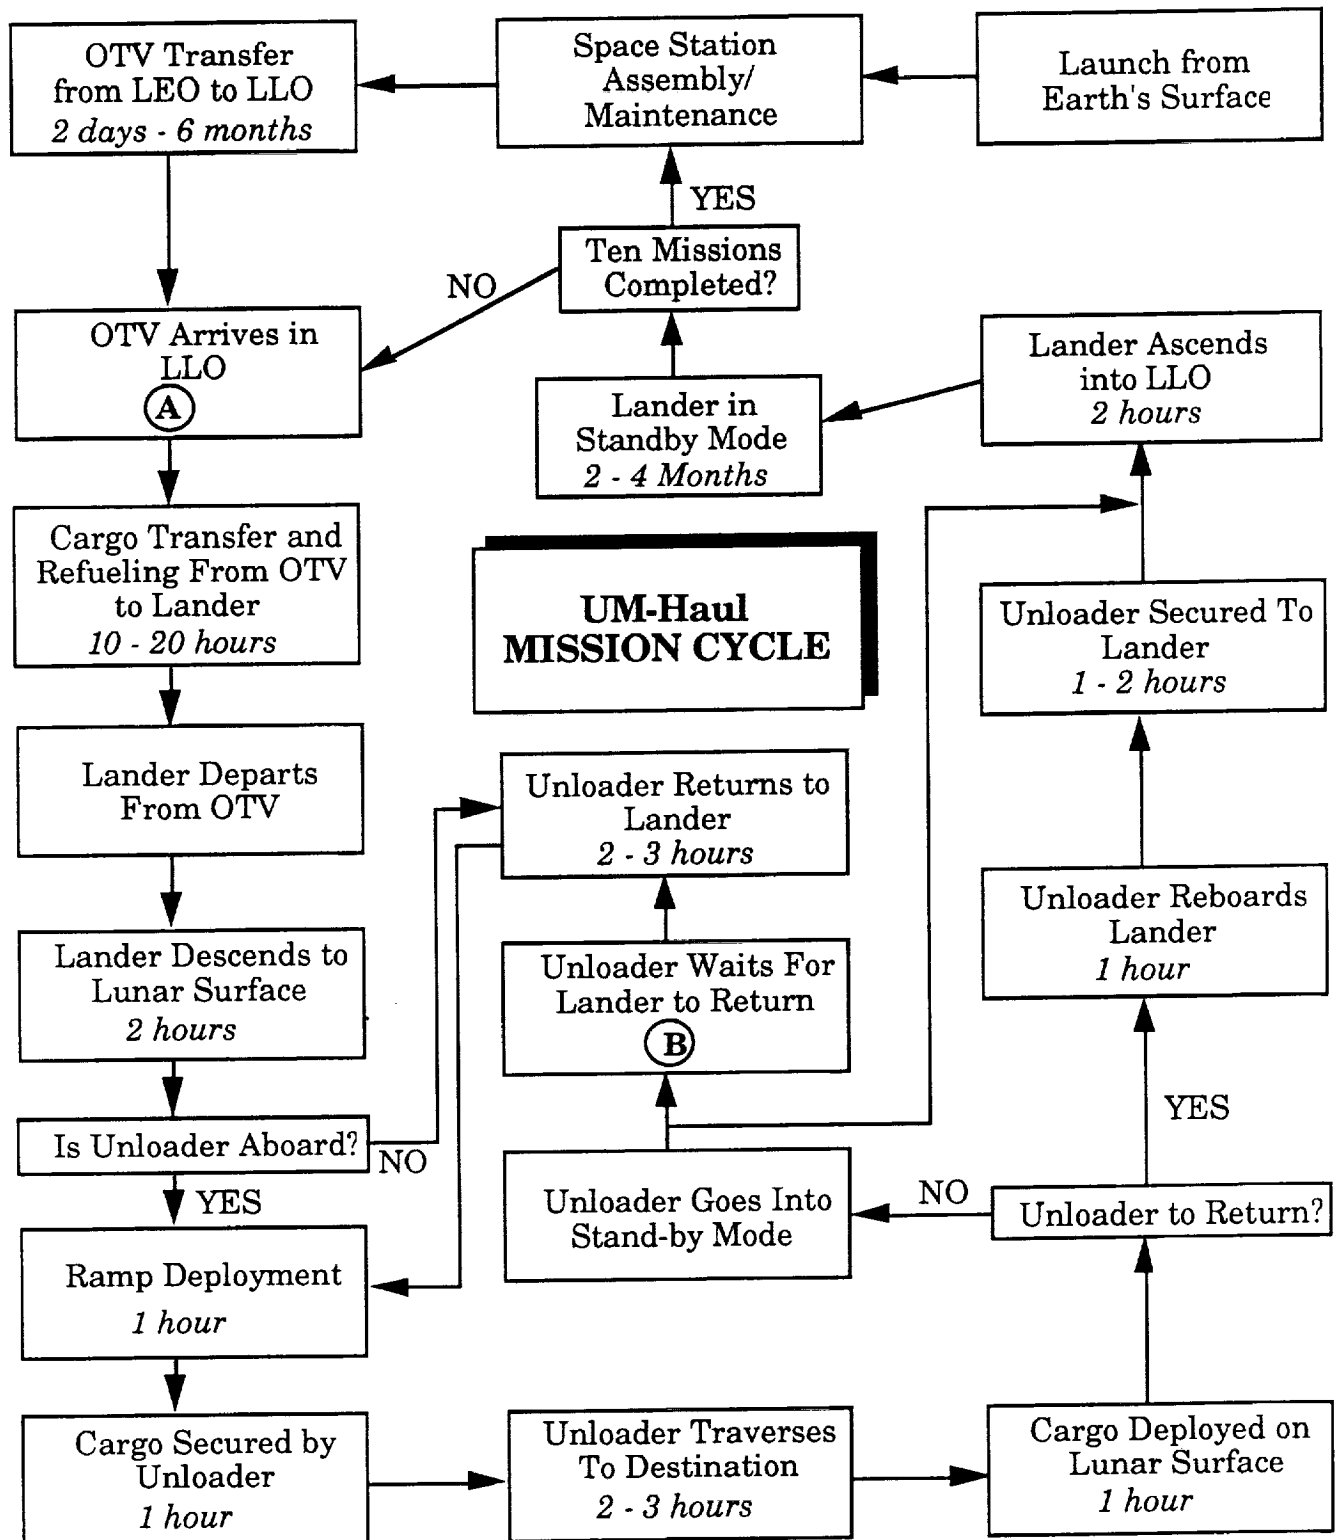 OTV Transfer
from LEO to LLO
2 days - 6 months
Space Station
Assembly/
Maintenance
Launch from
Earth's Surface
YES
Ten Missions
Completed?
NO
OTV Arrives in
LLO
A
Lander in
Standby Mode
2 - 4 Months
Lander Ascends
into LLO
2 hours
Cargo Transfer and
Refueling From OTV
to Lander
10 - 20 hours
UM-Haul
MISSION CYCLE
Unloader Secured To
Lander
1 - 2 hours
Lander Departs
From OTV
Unloader Returns to
Lander
2 - 3 hours
Unloader Reboards
Lander
1 hour
Lander Descends to
Lunar Surface
2 hours
Unloader Waits For
Lander to Return
B
YES
Is Unloader Aboard?
NO
YES
Unloader Goes Into
Stand-by Mode
NO
Unloader to Return?
Ramp Deployment
1 hour
Cargo Secured by
Unloader
1 hour
Unloader Traverses
To Destination
2 - 3 hours
Cargo Deployed on
Lunar Surface
1 hour